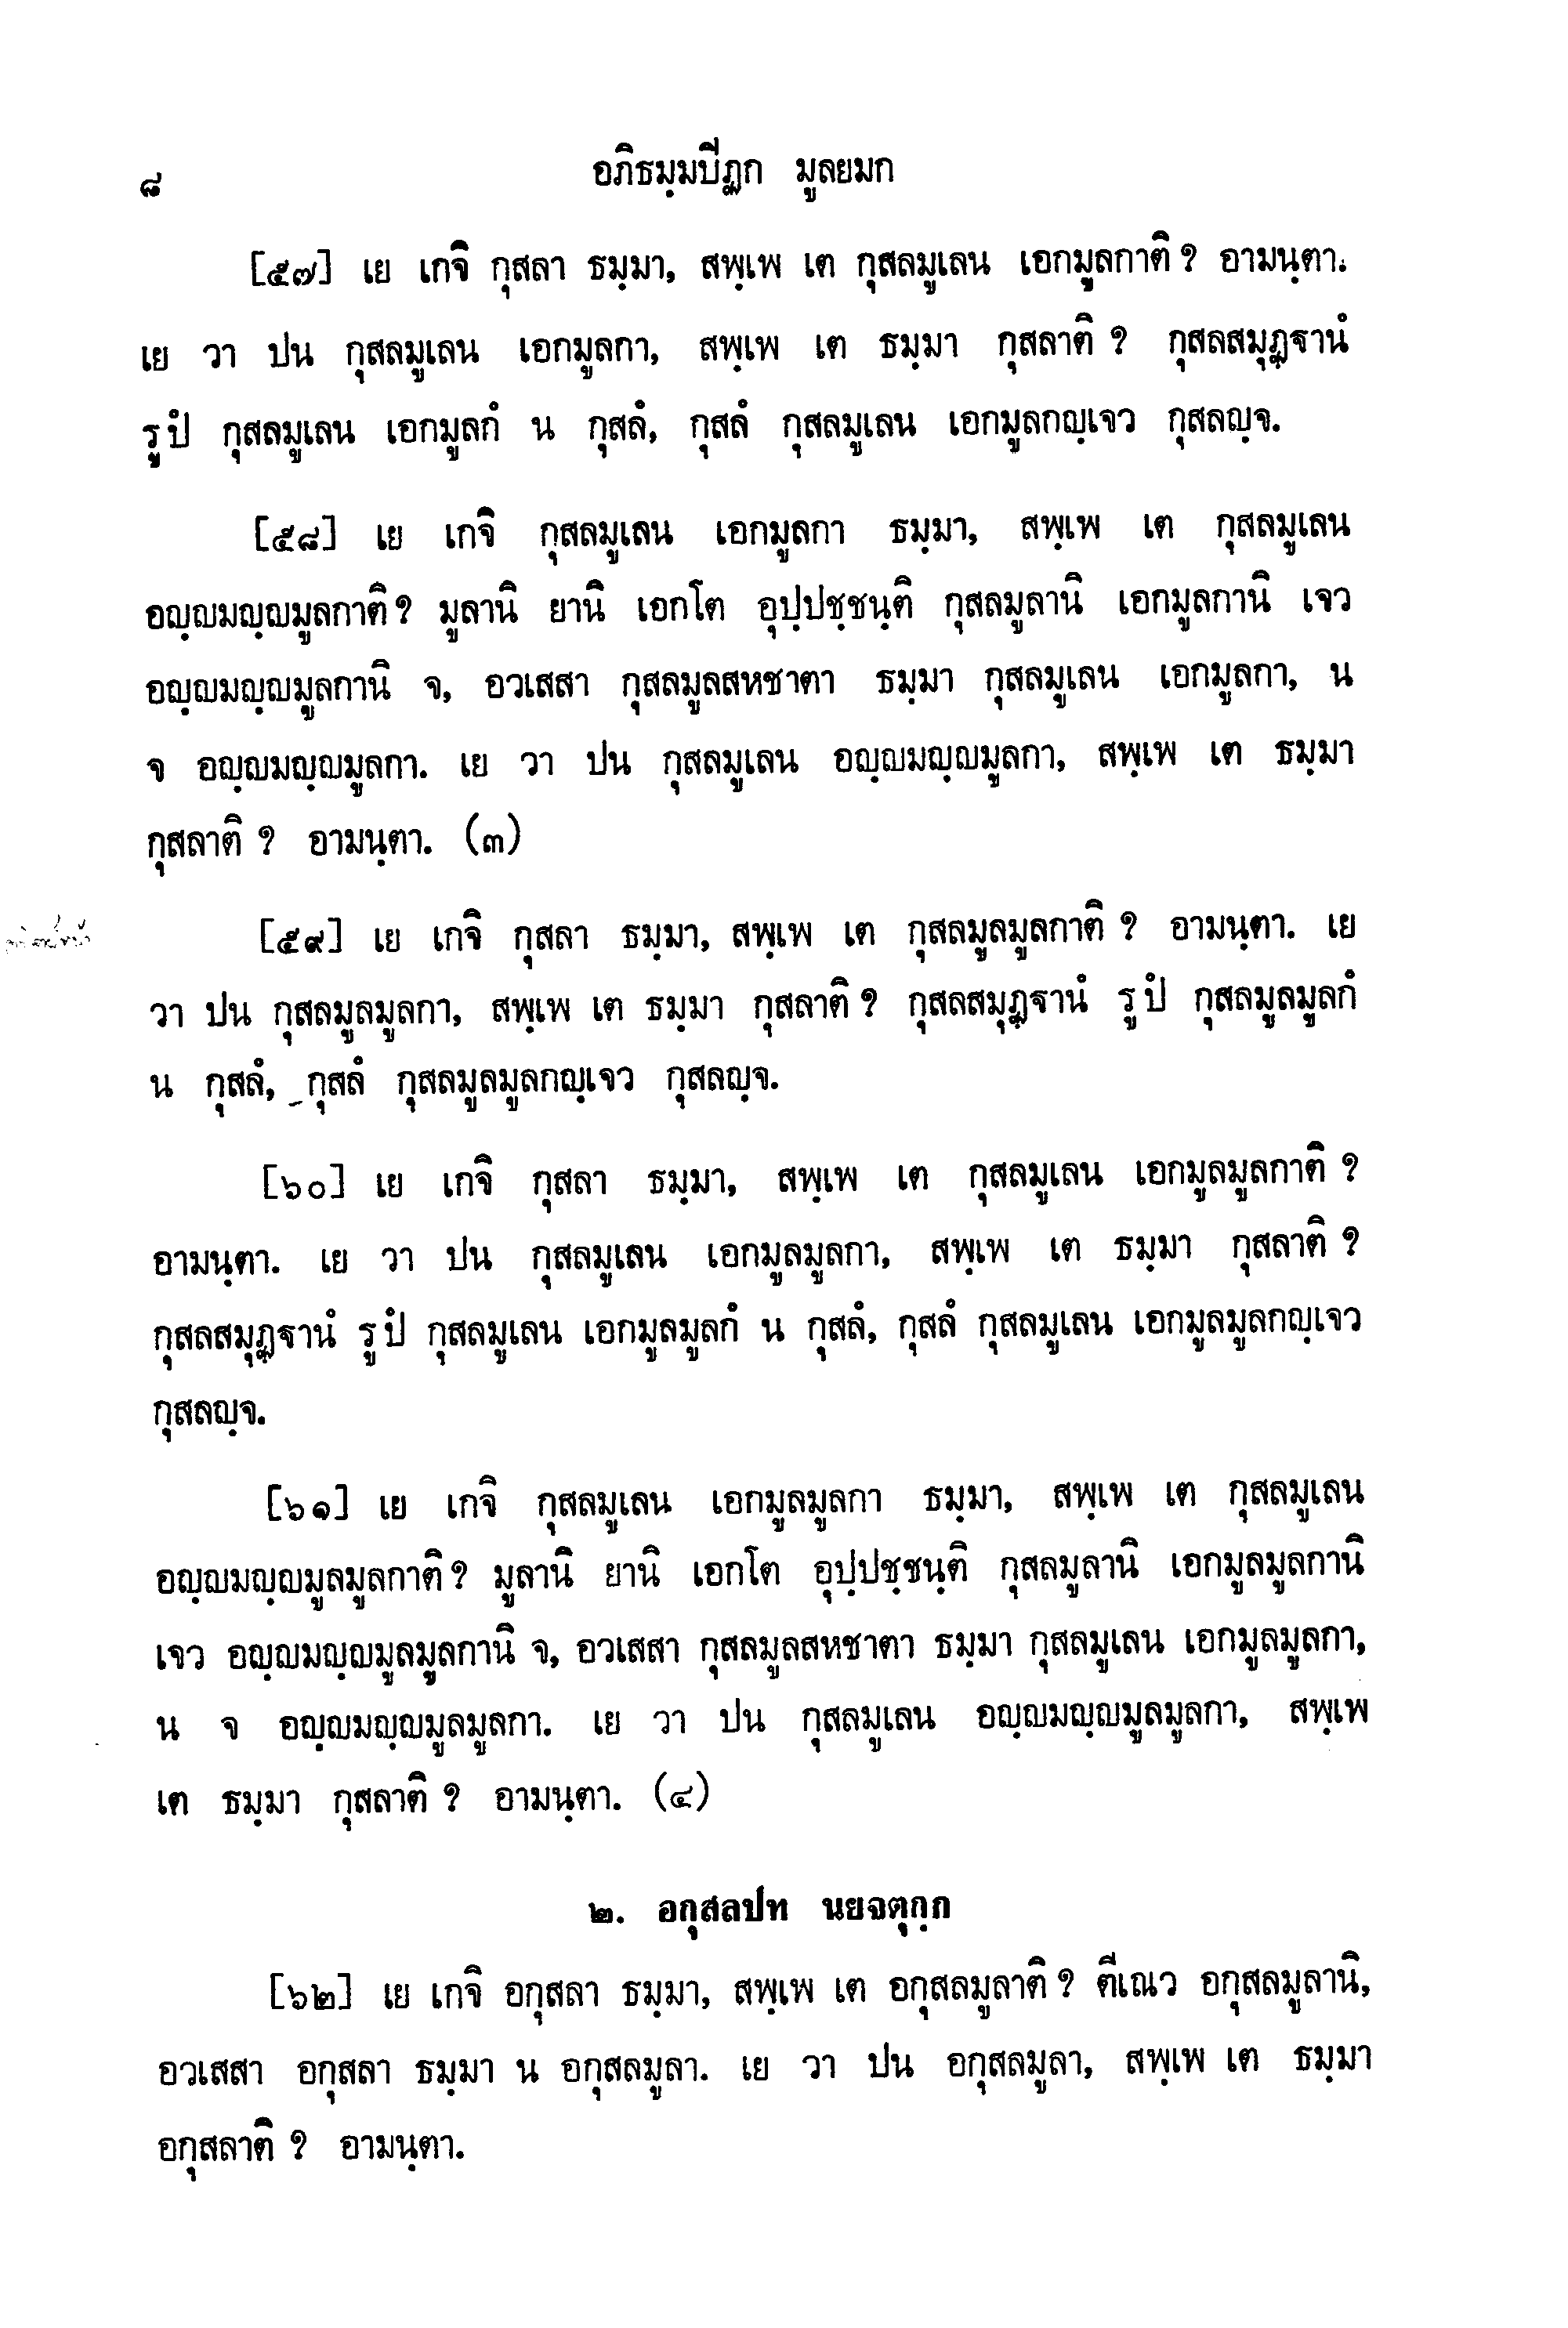 ๘ อภิธมฺมปีฏก มูลยมก
[๕๗] เย เกจิ กุสลา ธมฺมา, สพฺเพ เต กุสลมูเลน เอกมูลกาติ ? อามนฺตา.
เย วา ปน กุสลมูเลน เอกมูลกา, สพฺเพ เต ธมฺมา กุสลาติ ? กุสลสมุฏฺฐานํ
รูปํ กุสลมูเลน เอกมูลกํ น กุสลํ, กุสลํ กุสลมูเลน เอกมูลกญฺเจว กุสลญฺจ.
[๕๘] เย เกจิ กุสลมูเลน เอกมูลกา ธมฺมา, สพฺเพ เต กุสลมูเลน
อญฺญมญฺญมูลกาติ ? มูลานิ ยานิ เอกโต อุปฺปชฺชนฺติ กุสลมูลานิ เอกมูลกานิ เจว
อญฺญมญฺญมูลกานิ จ, อวเสสา กุสลมูลสหชาตา ธมฺมา กุสลมูเลน เอกมูลกา, น
จ อญฺญมญฺญมูลกา. เย วา ปน กุสลมูเลน อญฺญมญฺญมูลกา, สพฺเพ เต ธมฺมา
กุสลาติ ? อามนฺตา. (๓)
[๕๙] เย เกจิ กุสลา ธมฺมา, สพฺเพ เต กุสลมูลมูลกาติ ? อามนฺตา. เย
วา ปน กุสลมูลมูลกา, สพฺเพ เต ธมฺมา กุสลาติ ? กุสลสมุฏฺฐานํ รูปํ กุสลมูลมูลกํ
น กุสลํ, กุสลํ กุสลมูลมูลกญฺเจว กุสลญฺจ.
[๖๐] เย เกจิ กุสลา ธมฺมา, สพฺเพ เต กุสลมูเลน เอกมูลมูลกาติ ?
อามนฺตา. เย วา ปน กุสลมูเลน เอกมูลมูลกา, สพฺเพ เต ธมฺมา กุสลาติ ?
กุสลสมุฏฺฐานํ รูปํ กุสลมูเลน เอกมูลมูลกํ น กุสลํ, กุสลํ กุสลมูเลน เอกมูลมูลกญฺเจว
กุสลญฺจ.
[๖๑] เย เกจิ กุสลมูเลน เอกมูลมูลกา ธมฺมา, สพฺเพ เต กุสลมูเลน
อญฺญมญฺญมูลมูลกาติ ? มูลานิ ยานิ เอกโต อุปฺปชฺชนฺติ กุสลมูลานิ เอกมูลมูลกานิ
เจว อญฺญมญฺญมูลมูลกานิ จ, อวเสสา กุสลมูลสหชาตา ธมฺมา กุสลมูเลน เอกมูลมูลกา,
น จ อญฺญมญฺญมูลมูลกา. เย วา ปน กุสลมูเลน อญฺญมญฺญมูลมูลกา, สพฺเพ
เต ธมฺมา กุสลาติ ? อามนฺตา. (๔)
๒. อกุสลปท นยจตุกฺก
[๖๒] เย เกจิ อกุสลา ธมฺมา, สพฺเพ เต อกุสลมูลาติ ? ตีเณว อกุสลมูลานิ,
อวเสสา อกุสลา ธมฺมา น อกุสลมูลา. เย วา ปน อกุสลมูลา, สพฺเพ เต ธมฺมา
อกุสลาติ ? อามนฺตา.